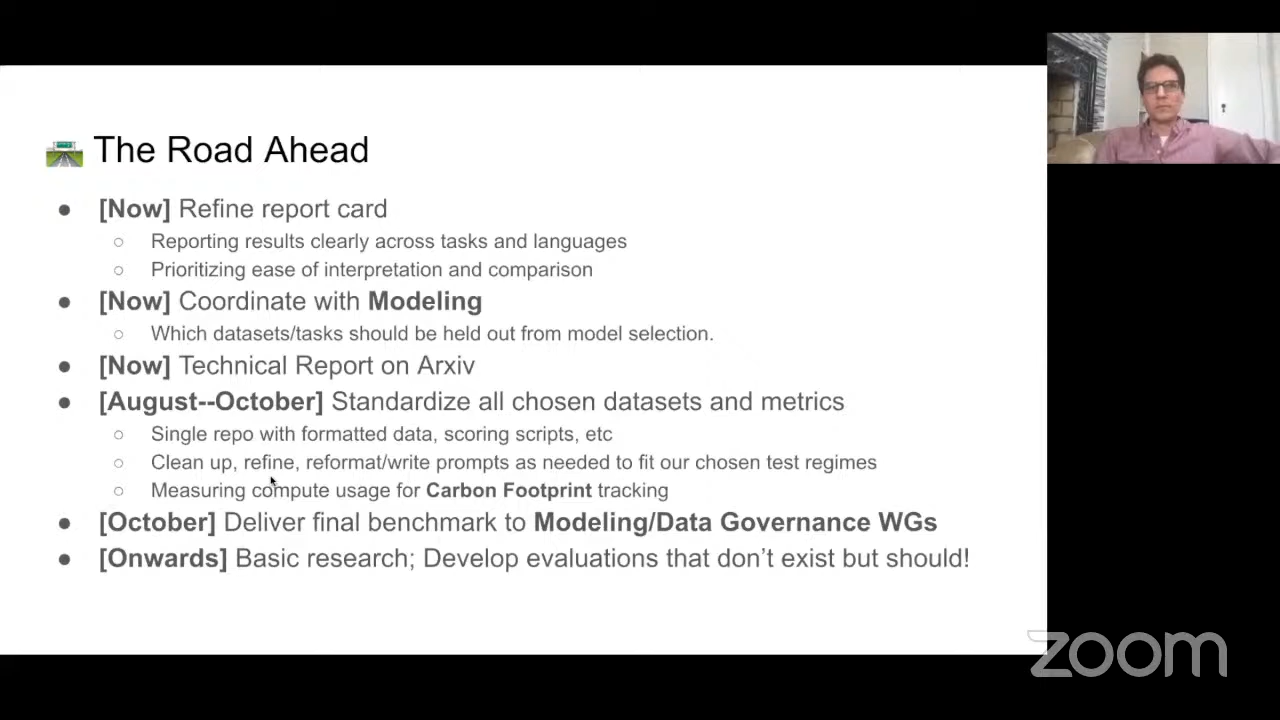 The Road Ahead
● [Now] Refine report card
○ Reporting results clearly across tasks and languages
○ Prioritizing ease of interpretation and comparison
● [Now] Coordinate with Modeling
○ Which datasets/tasks should be held out from model selection.
● [Now] Technical Report on Arxiv
● [August--October] Standardize all chosen datasets and metrics
○ Single repo with formatted data, scoring scripts, etc
○ Clean up, refine, reformat/write prompts as needed to fit our chosen test regimes
○ Measuring compute usage for Carbon Footprint tracking
● [October] Deliver final benchmark to Modeling/Data Governance WGs
● [Onwards] Basic research; Develop evaluations that don’t exist but should!
zoom